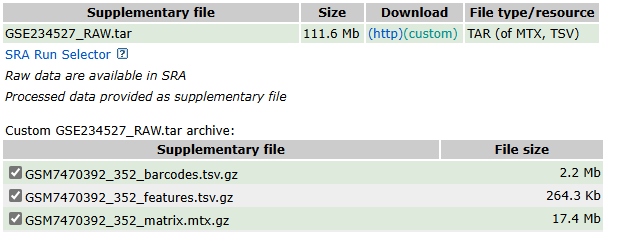 Supplementary file Size Download File type/resource
GSE234527_RAW.tar 111.6 Mb (http)(custom) TAR (of MTX, TSV)
SRA Run Selector ?
Raw data are available in SRA
Processed data provided as supplementary file
Custom GSE234527_RAW.tar archive:
Supplementary file File size
GSM7470392_352_barcodes.tsv.gz 2.2 Mb
GSM7470392_352_features.tsv.gz 264.3 Kb
GSM7470392_352_matrix.mtx.gz 17.4 Mb